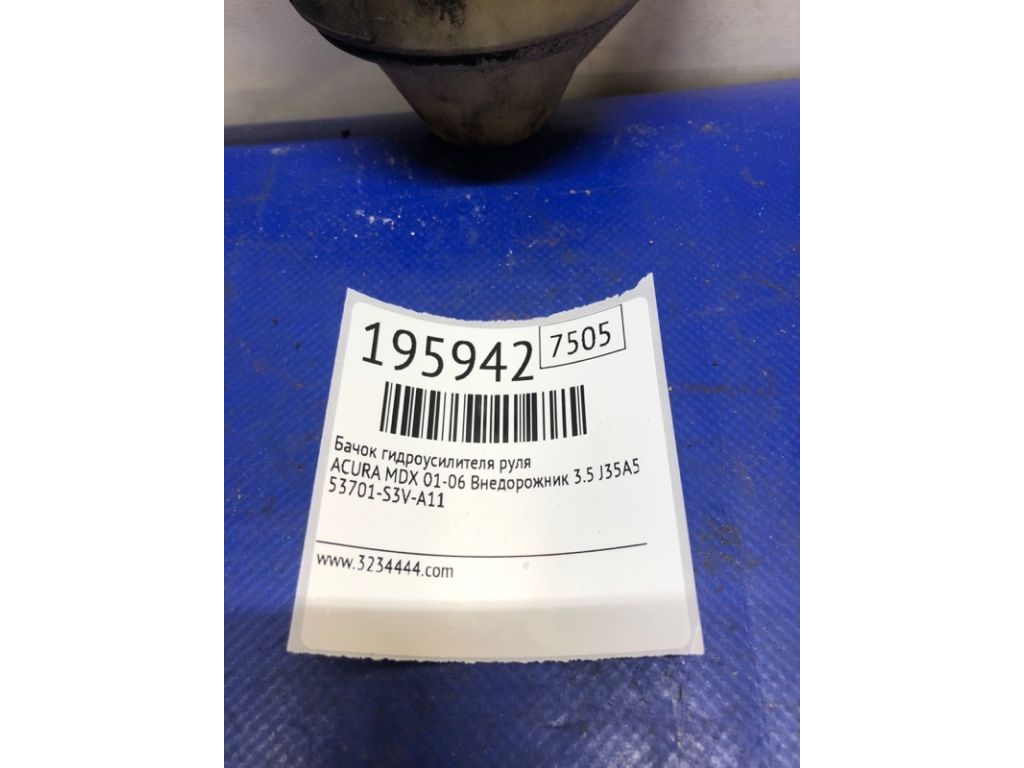 195942 7505
Бачок гидроусилителя руля
ACURA MDX 01-06 Внедорожник 3.5 J35A5
53701-S3V-A11
www.3234444.com